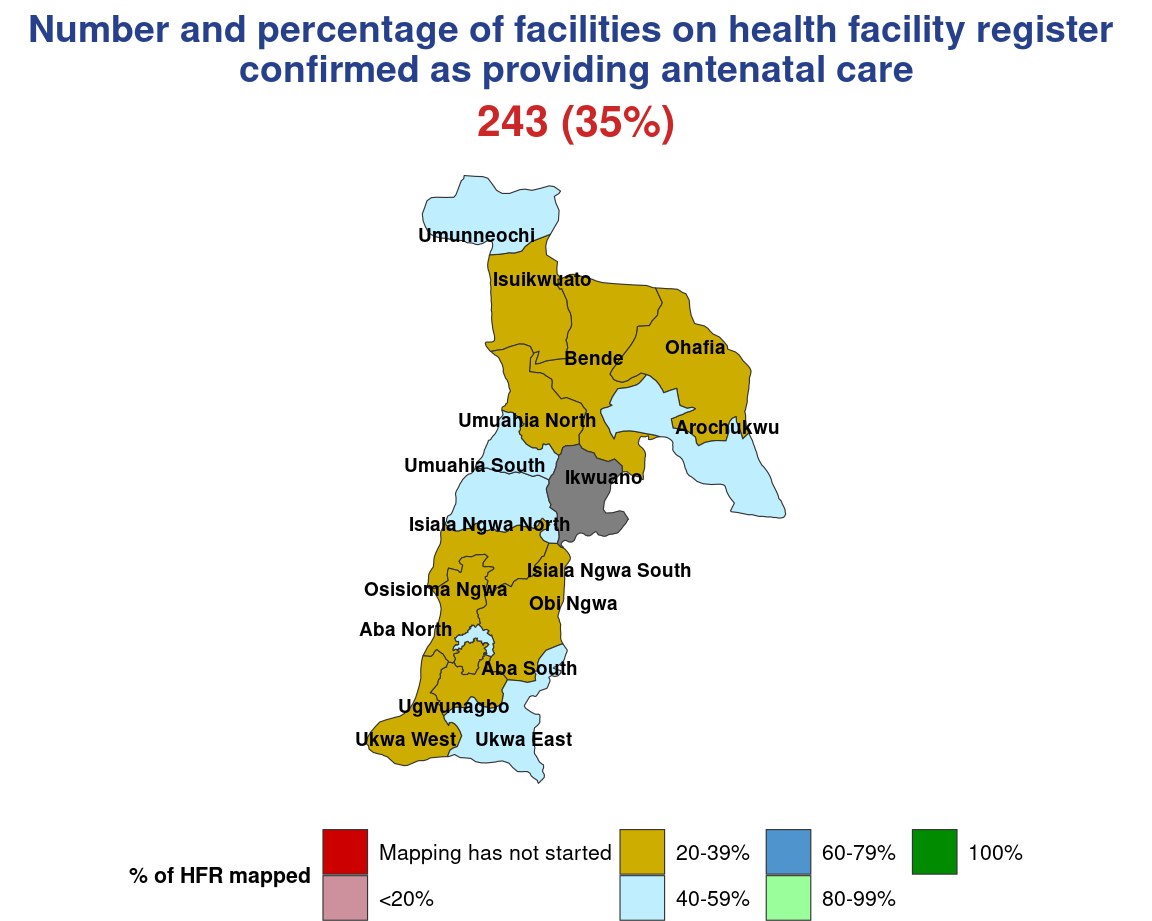 Number and percentage of facilities on health facility register
confirmed as providing antenatal care
243 (35%)
Umunneochi
Isuikwuato
Ohafia
Bende
Umuahia North
Arochukwu
Umuahia South
Ikwuano
Isiala Ngwa North
Isiala Ngwa South
Osisioma Ngwa
Obi Ngwa
Aba North
Aba South
Ugwunagbo
Ukwa West
Ukwa East
% of HFR mapped
Mapping has not started
<20%
20-39%
40-59%
60-79%
80-99%
100%